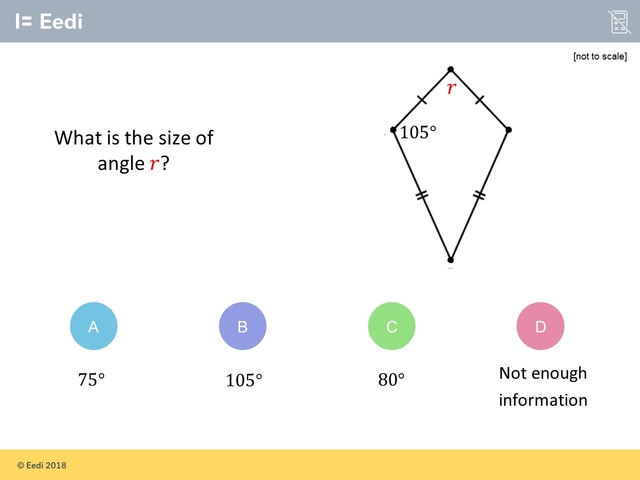 Eedi
[not to scale]
r
105°
What is the size of
angle r?
A
B
C
D
75°
105°
80°
Not enough
information
© Eedi 2018